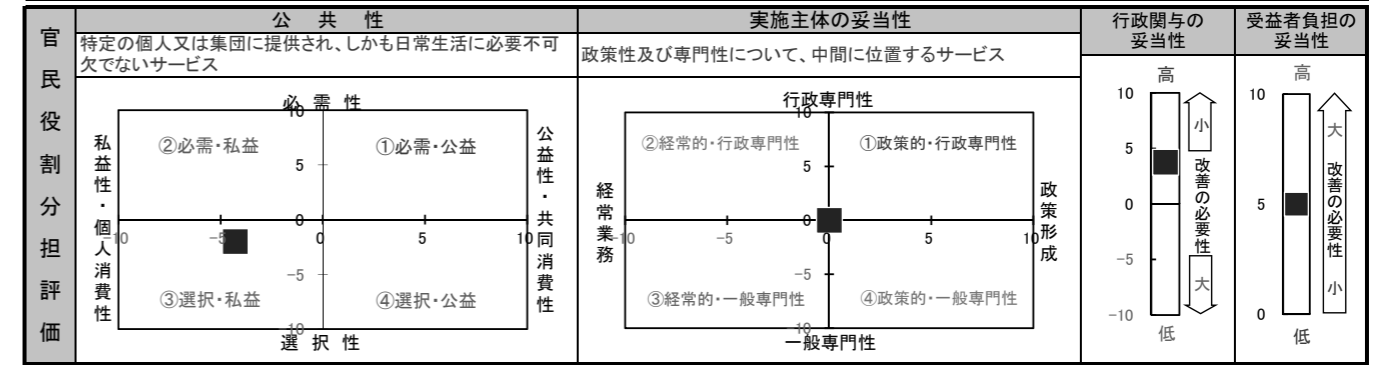 官民役割分担評価
公共性
特定の個人又は集団に提供され、しかも日常生活に必要不可
欠でないサービス
必需性
私益性・個人消費性
公益性・共同消費性
②必需・私益
①必需・公益
10
5
0
-10
-5
0
5
10
-5
③選択・私益
④選択・公益
-10
選択性
実施主体の妥当性
政策性及び専門性について、中間に位置するサービス
行政専門性
経常業務
政策形成
②経常的・行政専門性
①政策的・行政専門性
10
5
0
-10
-5
0
5
10
-5
③経常的・一般専門性
④政策的・一般専門性
-10
一般専門性
行政関与の
妥当性
高
10
5
0
-5
-10
低
小
改善の必要性
大
受益者負担の
妥当性
高
10
5
0
低
大
改善の必要性
小